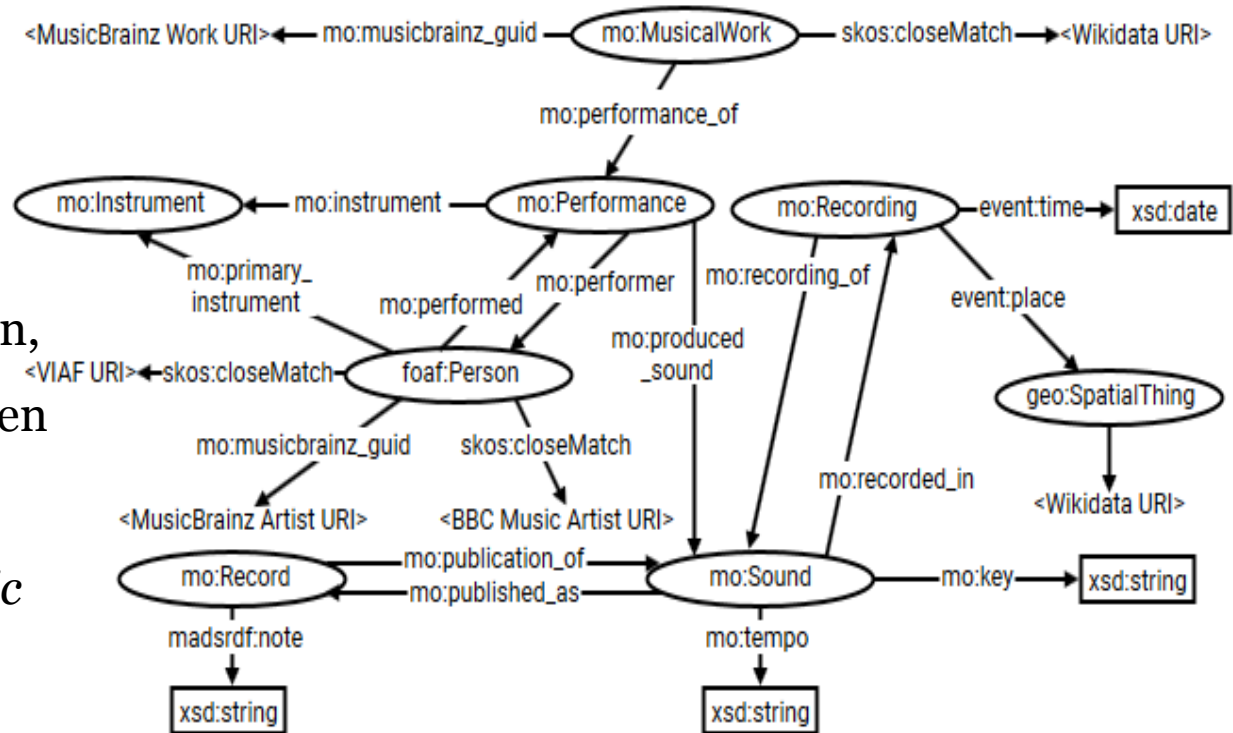 <MusicBrainz Work URI>
mo:musicbrainz_guid
mo:MusicalWork
skos:closeMatch
<Wikidata URI>
mo:performance_of
mo:Instrument
mo:instrument
mo:Performance
mo:Recording
event:time
xsd:date
mo:primary_
instrument
mo:performed
mo:performer
mo:recording_of
event:place
mo:produced
_sound
n,
<VIAF URI>
skos:closeMatch
foaf:Person
geo:SpatialThing
en
mo:musicbrainz_guid
skos:closeMatch
mo:recorded_in
<Wikidata URI>
<MusicBrainz Artist URI>
<BBC Music Artist URI>
mo:Record
mo:publication_of
mo:published_as
mo:Sound
mo:key
xsd:string
c
madsrdf:note
mo:tempo
xsd:string
xsd:string